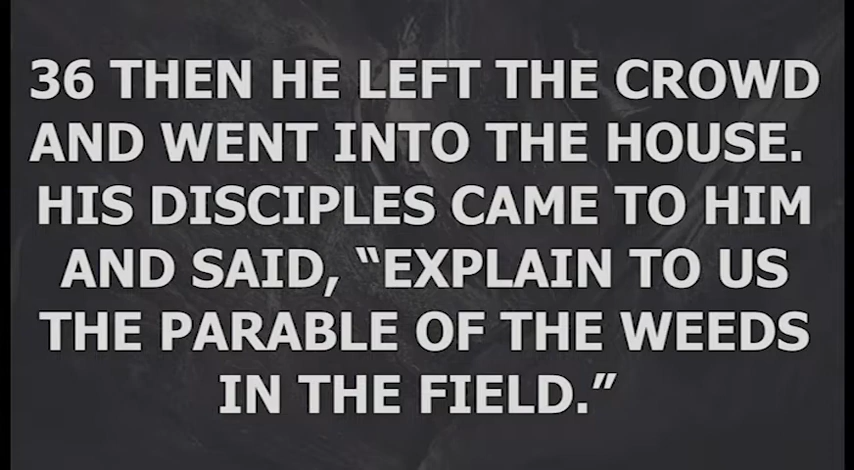 36 THEN HE LEFT THE CROWD
AND WENT INTO THE HOUSE.
HIS DISCIPLES CAME TO HIM
AND SAID, “EXPLAIN TO US
THE PARABLE OF THE WEEDS
IN THE FIELD.”